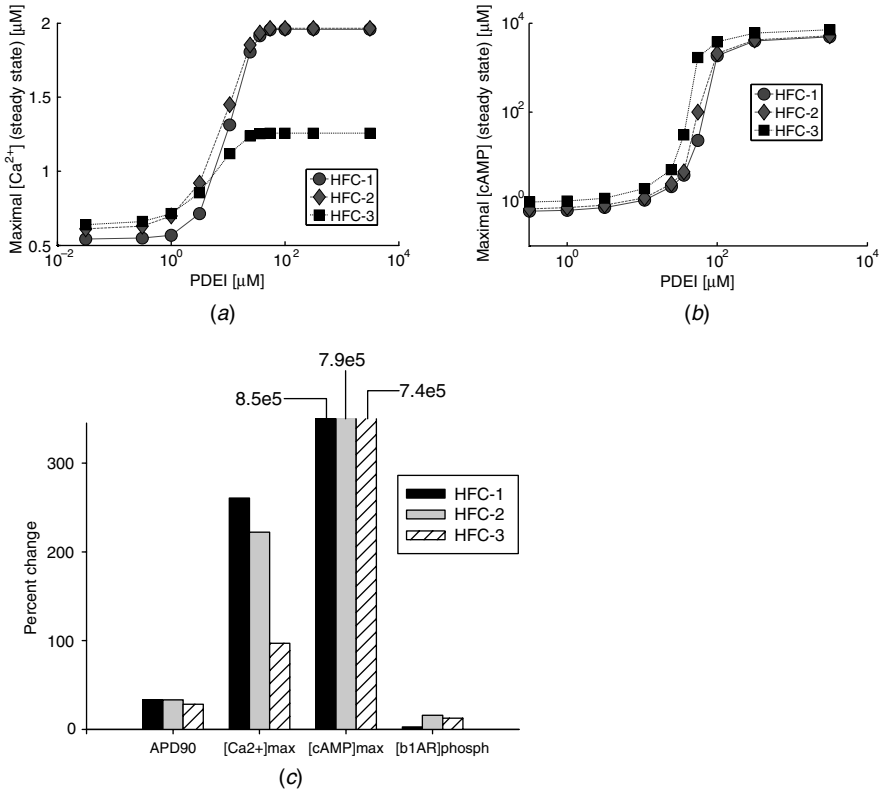 Maximal [Ca²⁺] (steady state) [μM]
2
1.5
1
0.5
10⁻²
10⁰
10²
10⁴
PDEI [μM]
HFC-1
HFC-2
HFC-3
(a)
Maximal [cAMP] (steady state) [μM]
10⁴
10²
10⁰
10⁰
10²
10⁴
PDEI [μM]
HFC-1
HFC-2
HFC-3
(b)
7.9e5
8.5e5
7.4e5
Percent change
300
200
100
0
HFC-1
HFC-2
HFC-3
APD90
[Ca2+]max
[cAMP]max
[b1AR]phosph
(c)